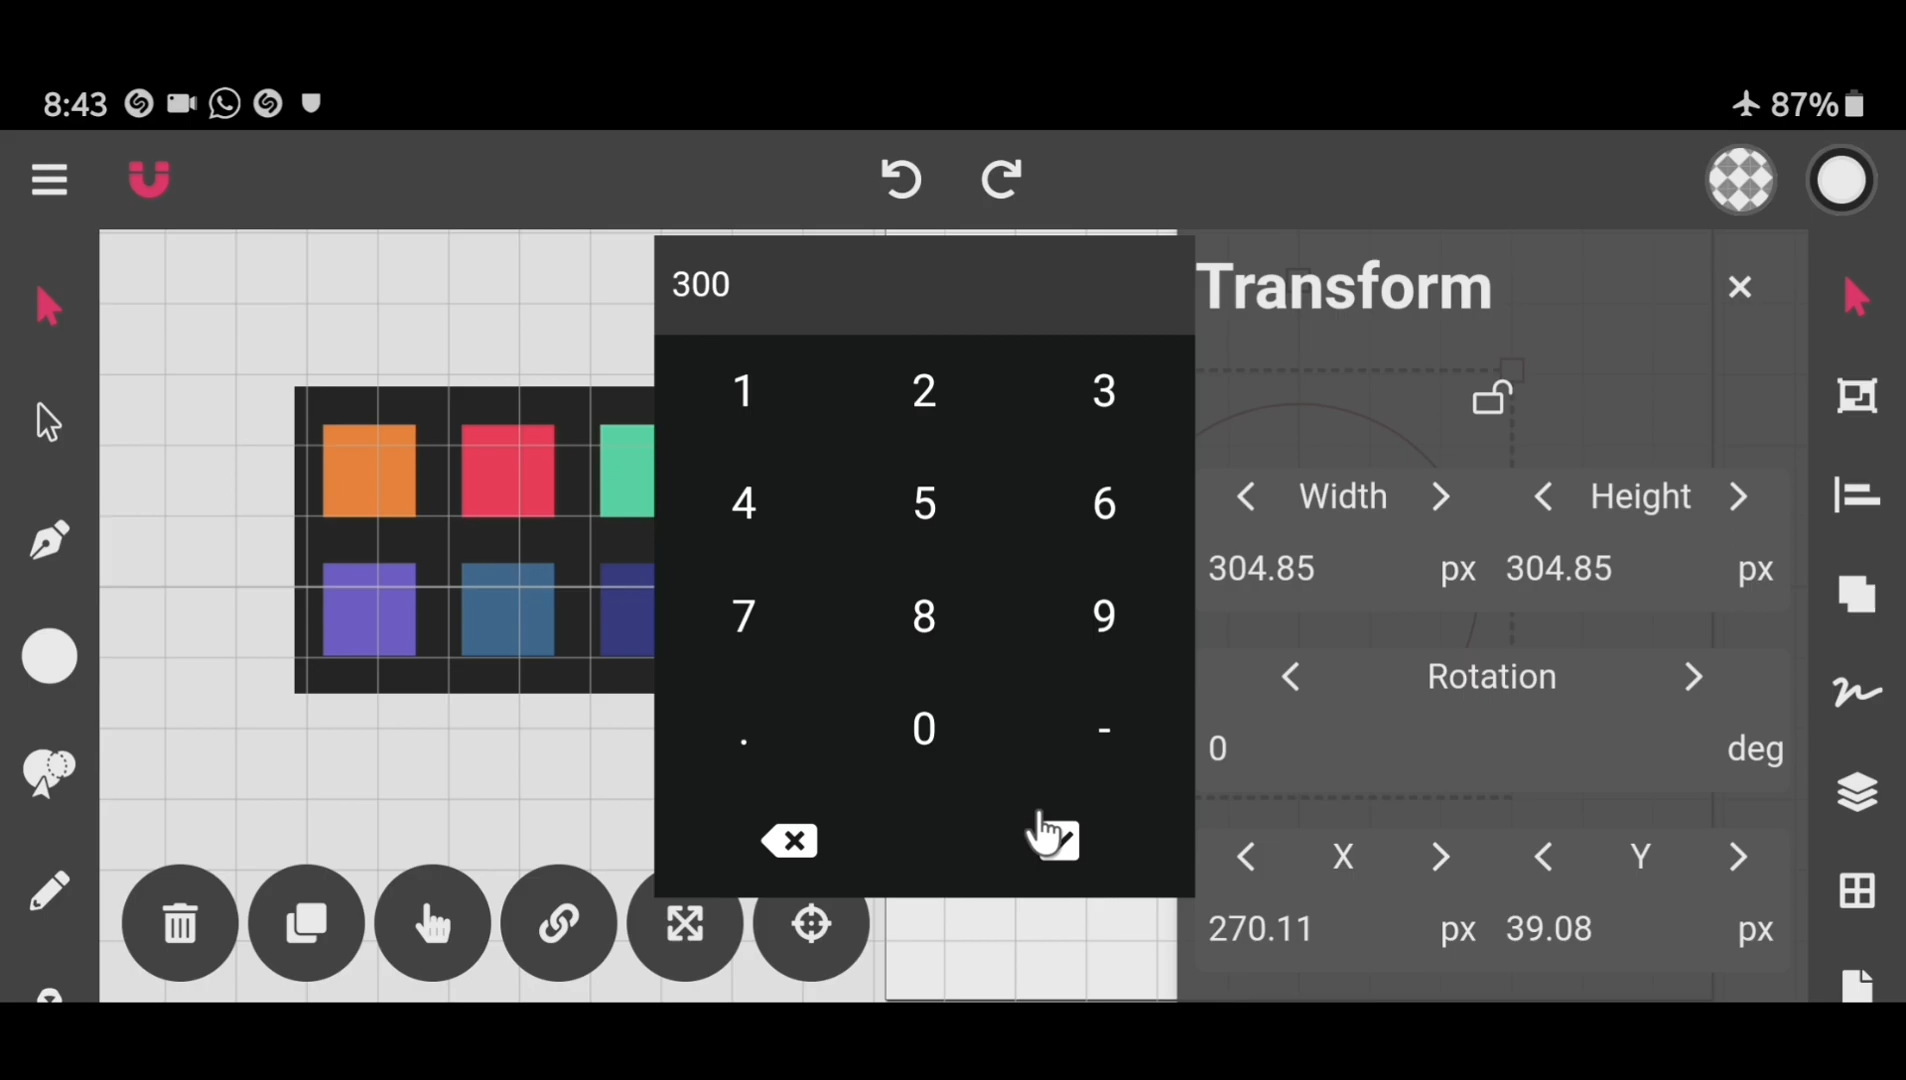 8:43
87%
300
Transform
1 2 3
4 5 6
7 8 9
. 0 -
Width Height
304.85 px 304.85 px
Rotation
0 deg
X Y
270.11 px 39.08 px